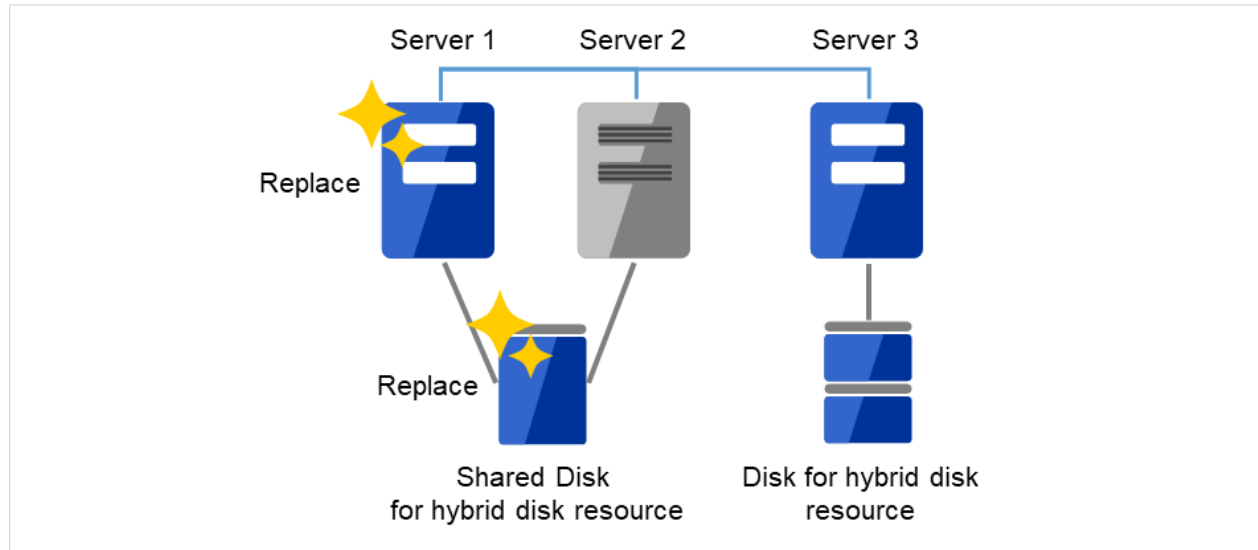 Server 1
Server 2
Server 3
Replace
Replace
Shared Disk
for hybrid disk resource
Disk for hybrid disk
resource